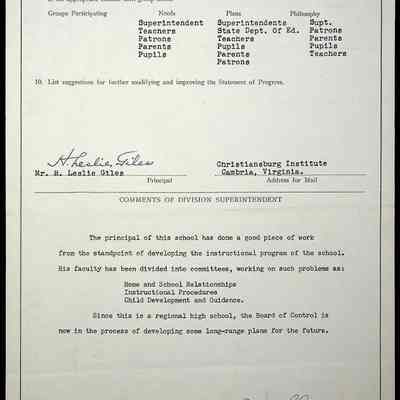 Groups Participating Needs Plans Philosophy
Superintendent Superintendents Supt.
Teachers State Dept. Of Ed. Patrons
Patrons Teachers Parents
Parents Pupils Pupils
Pupils Parents Teachers
Patrons
10. List suggestions for further modifying and improving the Statement of Progress.
H. Leslie Giles
Mr. H. Leslie Giles
Principal
Christiansburg Institute
Cambria, Virginia.
Address for Mail
COMMENTS OF DIVISION SUPERINTENDENT
The principal of this school has done a good piece of work
from the standpoint of developing the instructional program of the school.
His faculty has been divided into committees, working on such problems as:
Home and School Relationships
Instructional Procedures
Child Development and Guidence.
Since this is a regional high school, the Board of Control is
now in the process of developing some long-range plans for the future.